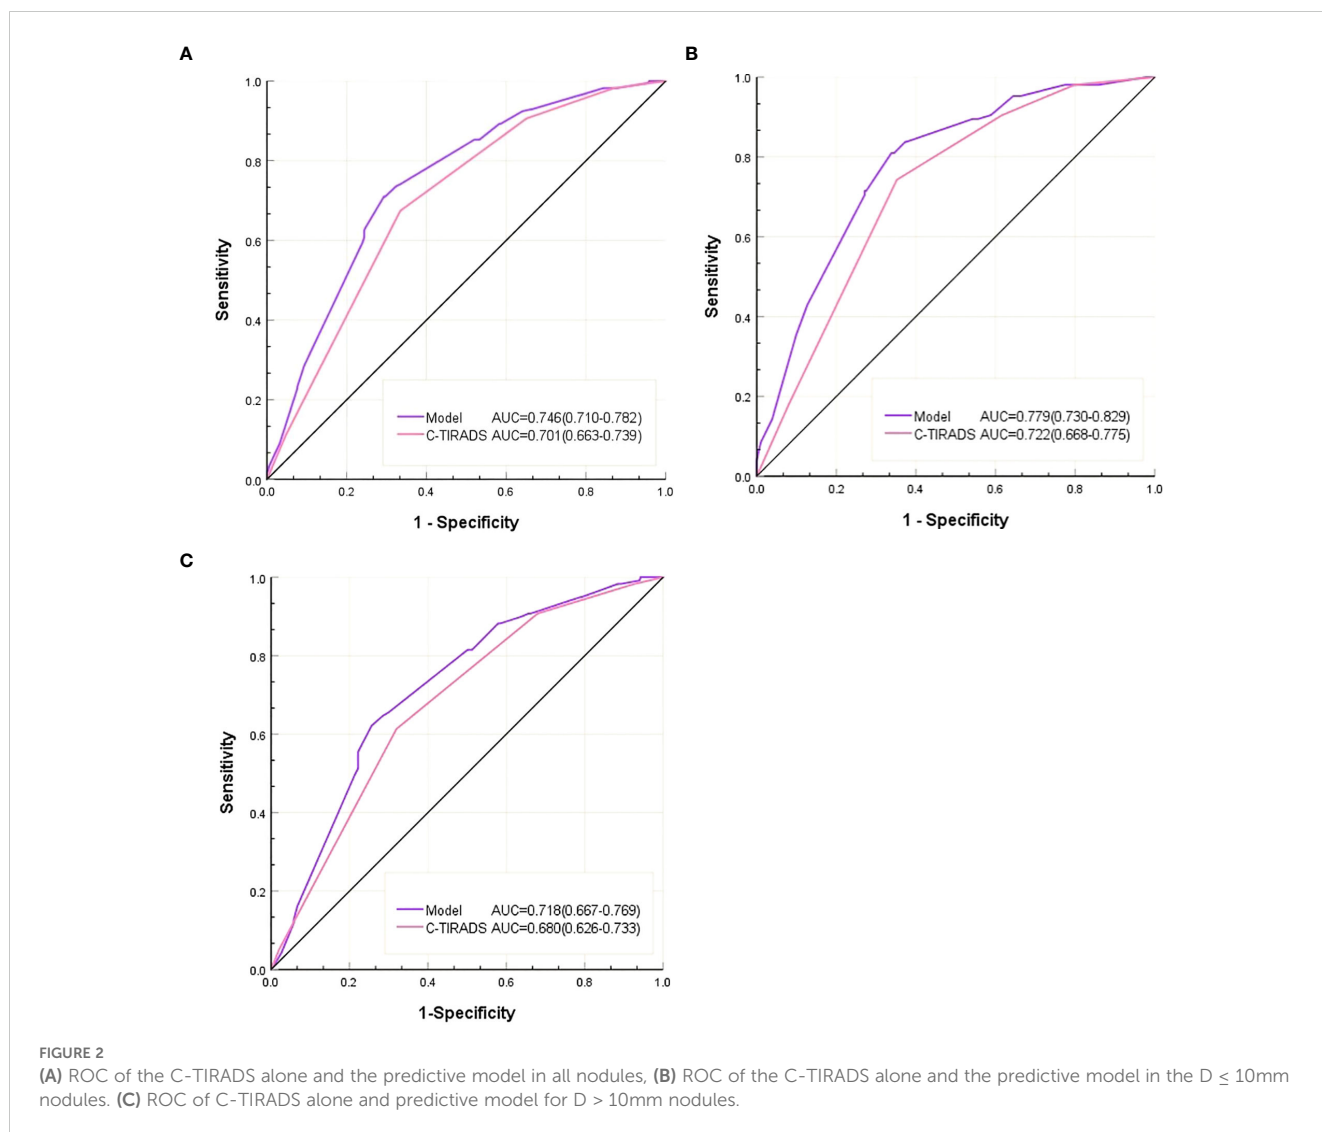 A
1.0
0.8
0.6
0.4
0.2
0.0
Sensitivity
Model AUC=0.746(0.710-0.782)
C-TIRADS AUC=0.701(0.663-0.739)
0.0 0.2 0.4 0.6 0.8 1.0
1 - Specificity
B
1.0
0.8
0.6
0.4
0.2
0.0
Sensitivity
Model AUC=0.779(0.730-0.829)
C-TIRADS AUC=0.722(0.668-0.775)
0.0 0.2 0.4 0.6 0.8 1.0
1 - Specificity
C
1.0
0.8
0.6
0.4
0.2
0.0
Sensitivity
Model AUC=0.718(0.667-0.769)
C-TIRADS AUC=0.680(0.626-0.733)
0.0 0.2 0.4 0.6 0.8 1.0
1-Specificity
FIGURE 2
(A) ROC of the C-TIRADS alone and the predictive model in all nodules, (B) ROC of the C-TIRADS alone and the predictive model in the D ≤ 10mm
nodules. (C) ROC of C-TIRADS alone and predictive model for D > 10mm nodules.